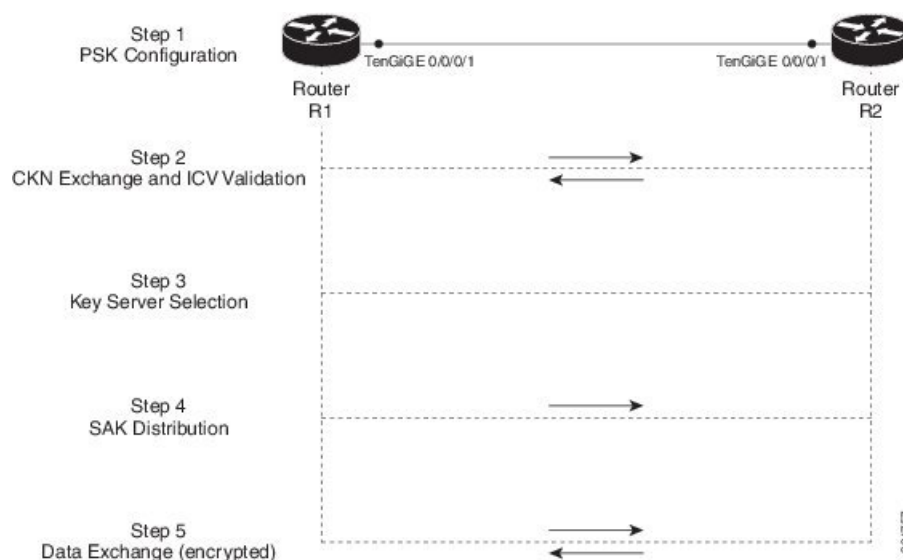 Step 1
PSK Configuration
TenGiGE 0/0/0/1
TenGiGE 0/0/0/1
Router
R1
Router
R2
Step 2
CKN Exchange and ICV Validation
Step 3
Key Server Selection
Step 4
SAK Distribution
Step 5
Data Exchange (encrypted)